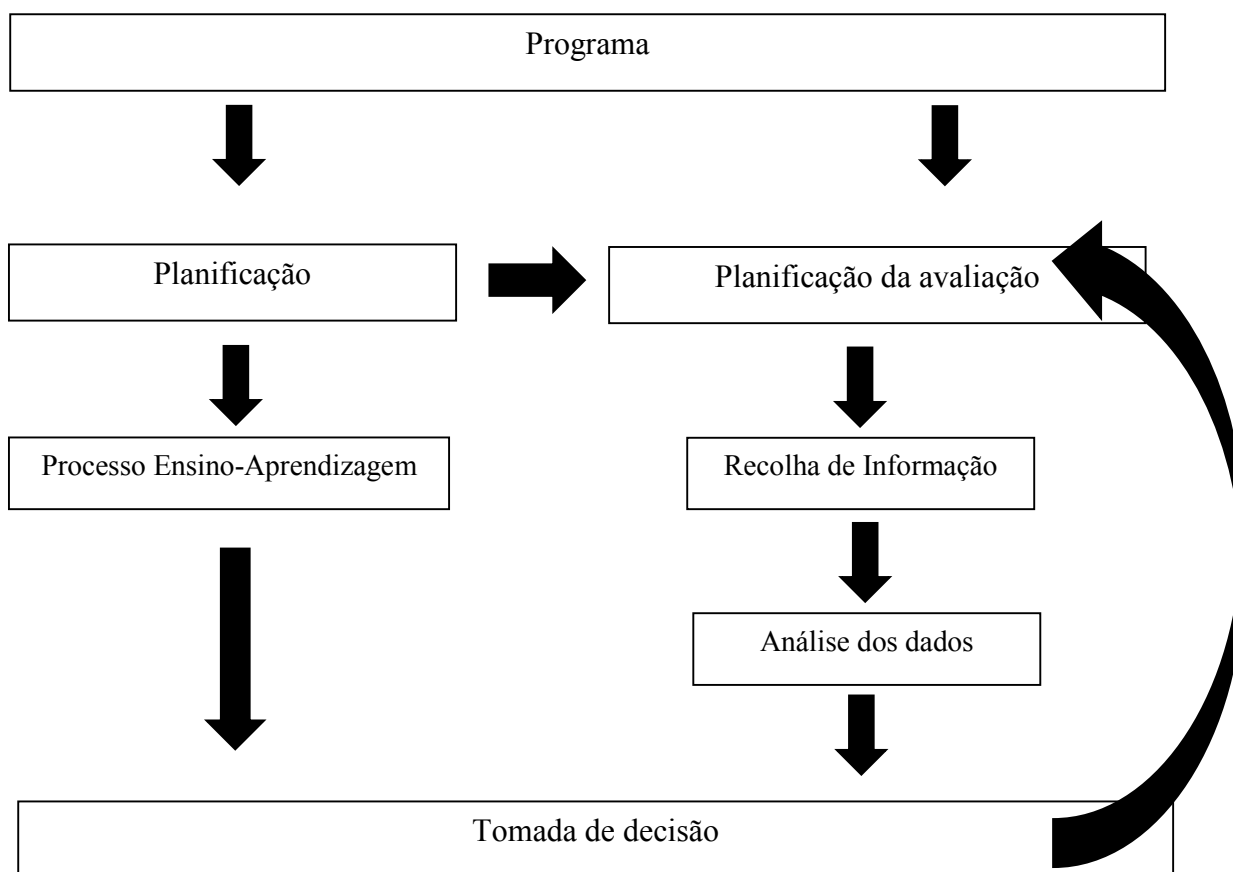 Programa
Planificação
Planificação da avaliação
Processo Ensino-Aprendizagem
Recolha de Informação
Análise dos dados
Tomada de decisão